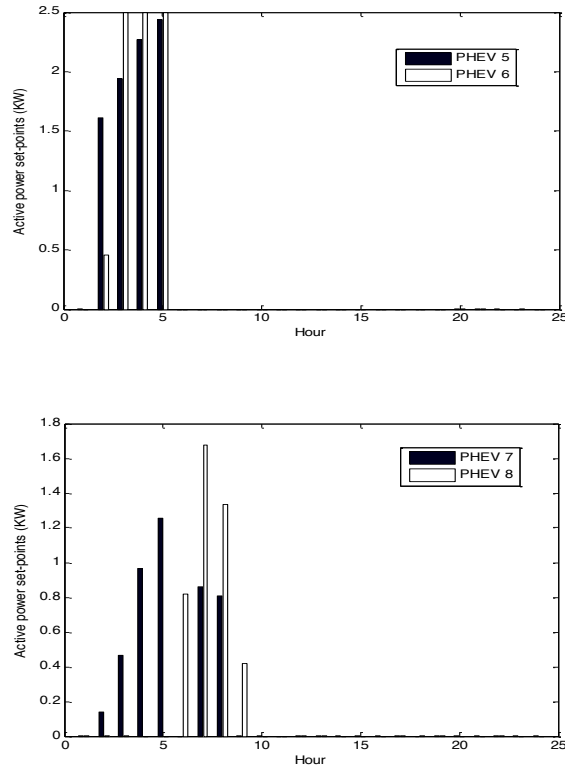 2.5
2
1.5
1
0.5
0
Active power set-points (KW)
PHEV 5
PHEV 6
0 5 10 15 20 25
Hour
1.8
1.6
1.4
1.2
1
0.8
0.6
0.4
0.2
0
Active power set-points (KW)
PHEV 7
PHEV 8
0 5 10 15 20 25
Hour